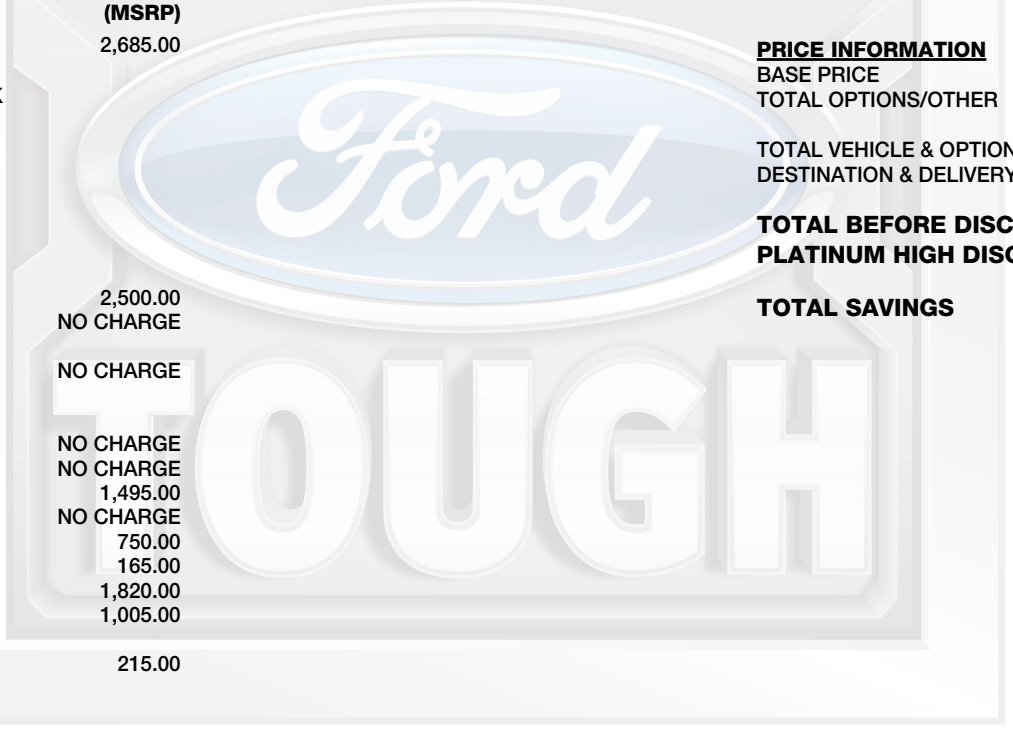 (MSRP)
2,685.00
2,500.00
NO CHARGE
NO CHARGE
NO CHARGE
NO CHARGE
1,495.00
NO CHARGE
750.00
165.00
1,820.00
1,005.00
215.00
PRICE INFORMATION
BASE PRICE
TOTAL OPTIONS/OTHER
TOTAL VEHICLE & OPTION
DESTINATION & DELIVERY
TOTAL BEFORE DISC
PLATINUM HIGH DISC
TOTAL SAVINGS
Ford
TOUGH